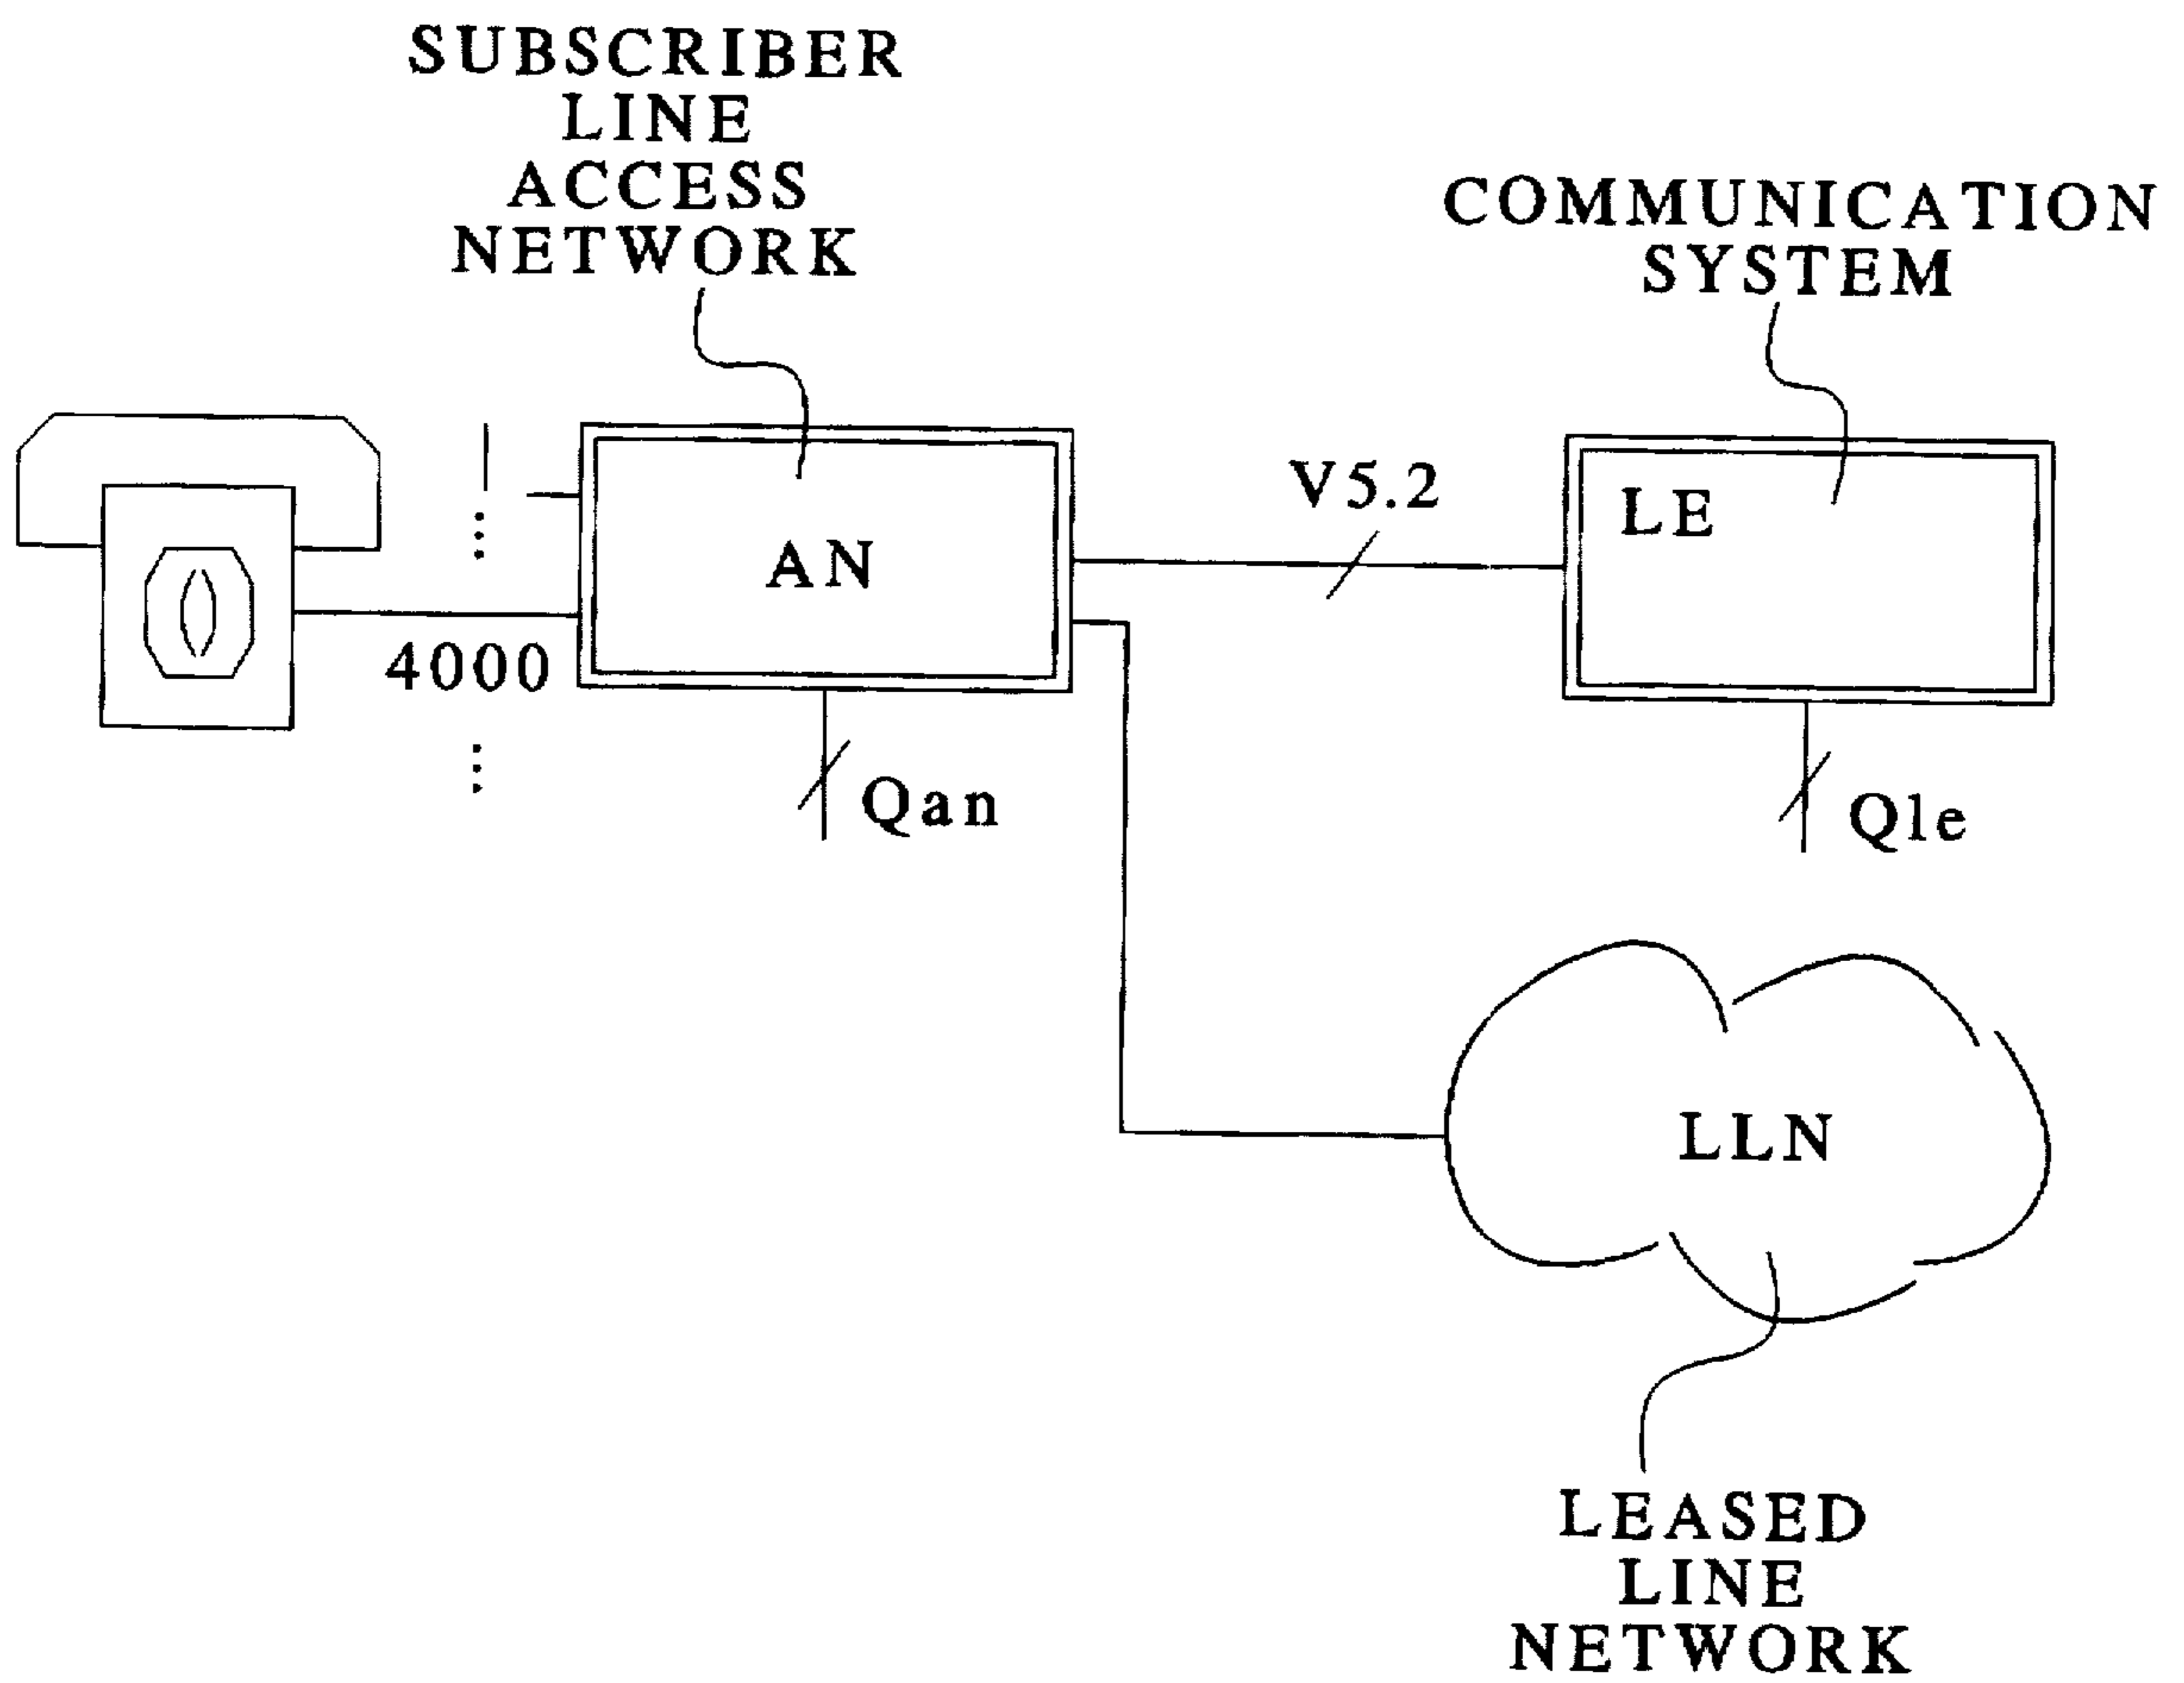 SUBSCRIBER
LINE
ACCESS
NETWORK
COMMUNICATION
SYSTEM
V5.2
LE
AN
4000
Qan
Qle
LLN
LEASED
LINE
NETWORK